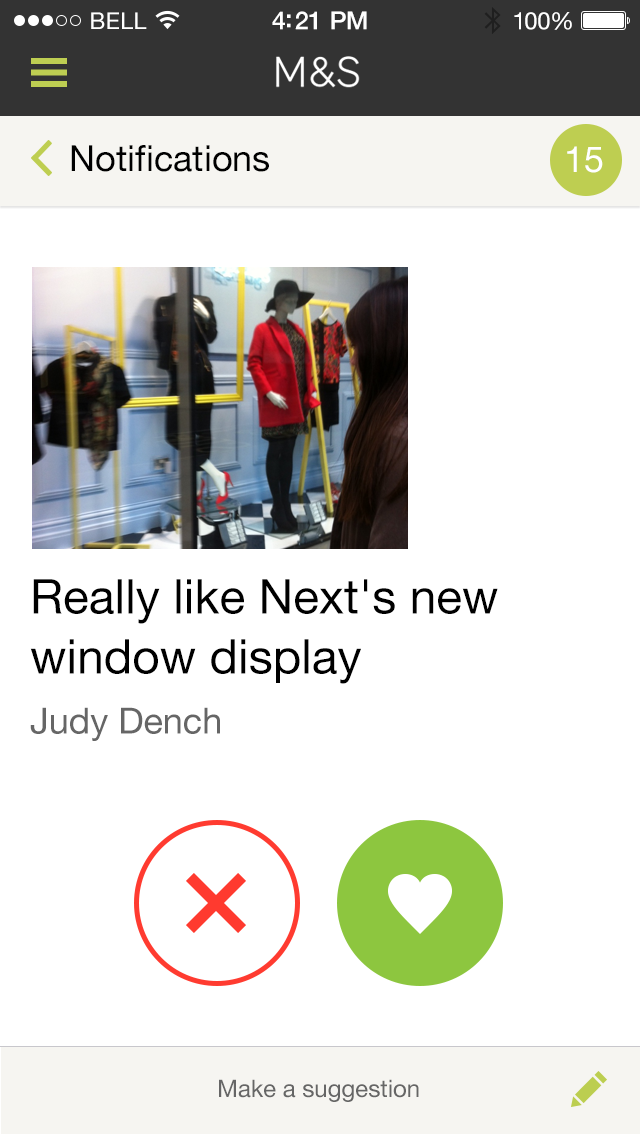 BELL 4:21 PM 100%
M&S
Notifications 15
Really like Next's new
window display
Judy Dench
Make a suggestion